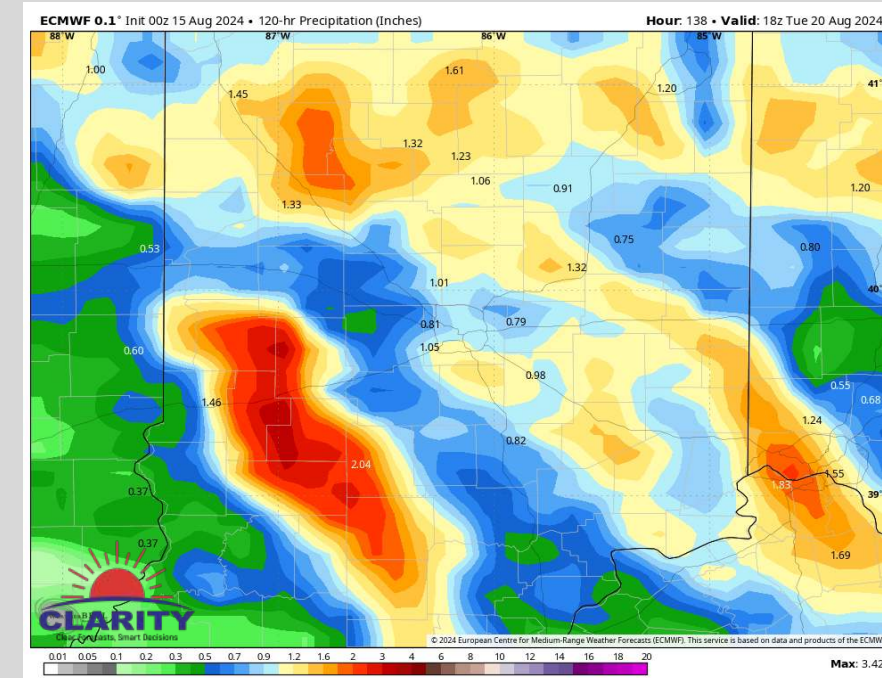 ECMWF 0.1° Init 00z 15 Aug 2024 • 120-hr Precipitation (Inches) Hour: 138 • Valid: 18z Tue 20 Aug 2024
88°W 87°W 86°W 85°W
1.00 1.61
1.45 1.20 41°
1.32
1.23
1.06 0.91 1.20
1.33
0.53 0.75 0.80
1.32
1.01 40°
0.81 0.79
0.60 1.05
0.98 0.55
1.46 0.68
1.24
0.82
2.04 1.55
1.83
0.37 39°
0.37 1.69
CLARITY
Clear Forecasts, Smart Decisions
© 2024 European Centre for Medium-Range Weather Forecasts (ECMWF). This service is based on data and products of the ECMW
0.01 0.05 0.1 0.2 0.3 0.5 0.7 0.9 1.2 1.6 2 3 4 6 8 10 12 14 16 18 20
Max: 3.42